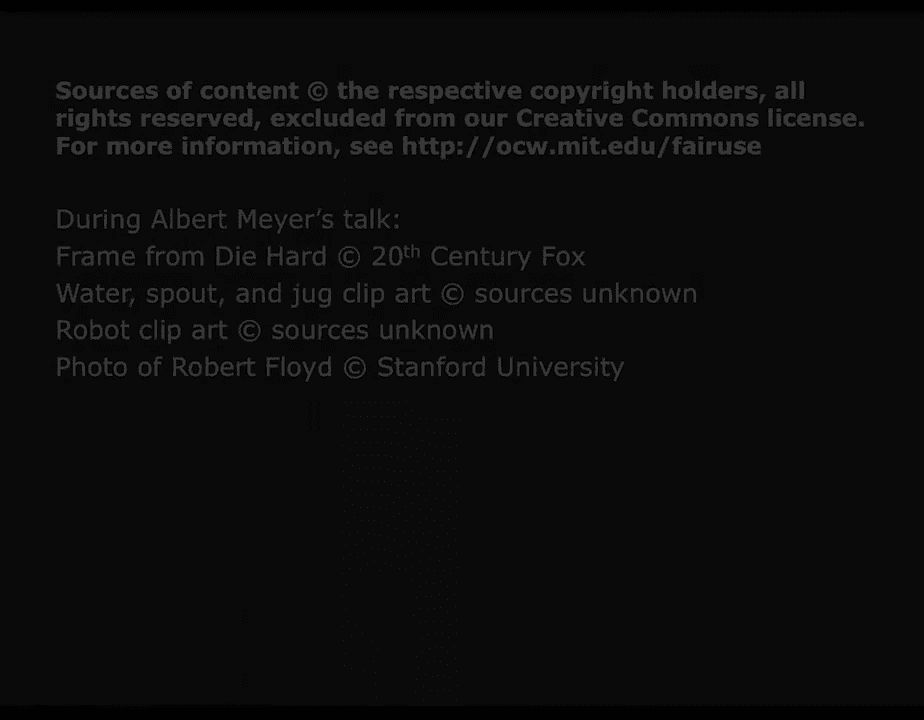 Sources of content © the respective copyright holders, all
rights reserved, excluded from our Creative Commons license.
For more information, see http://ocw.mit.edu/fairuse
During Albert Meyer’s talk:
Frame from Die Hard © 20th Century Fox
Water, spout, and jug clip art © sources unknown
Robot clip art © sources unknown
Photo of Robert Floyd © Stanford University